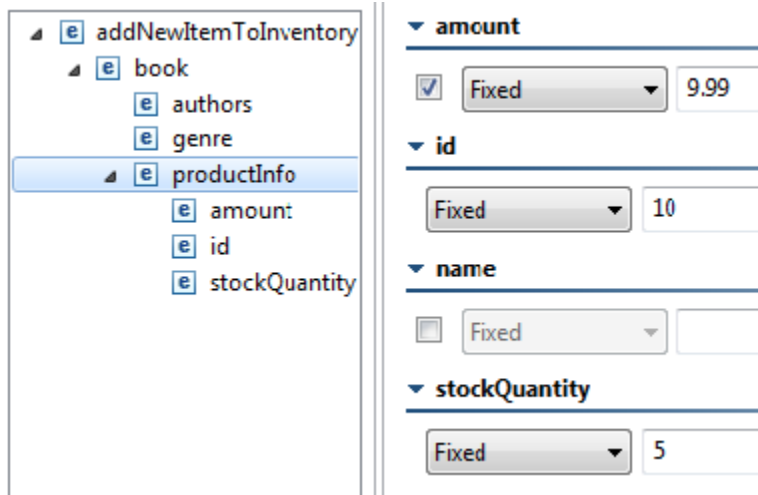 addNewItemToInventory
book
authors
genre
productInfo
amount
id
stockQuantity
amount
Fixed 9.99
id
Fixed 10
name
Fixed
stockQuantity
Fixed 5